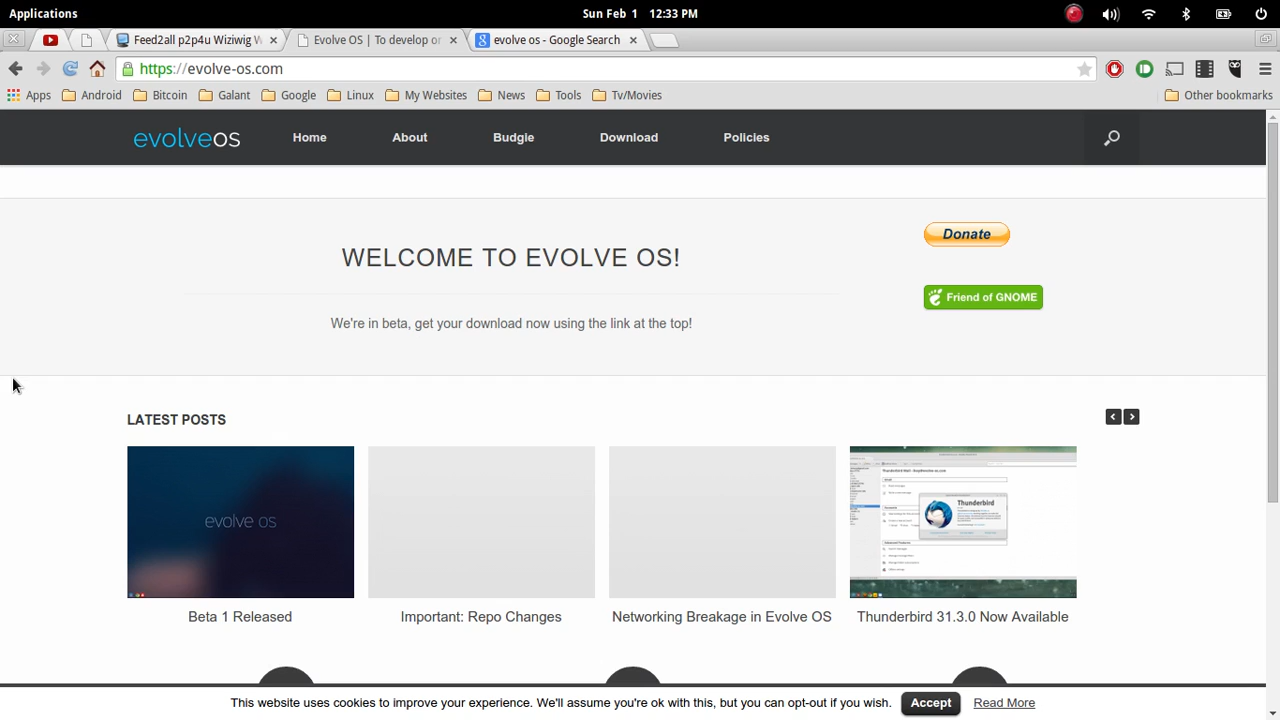 Applications
Sun Feb 1 12:33 PM
Feed2all p2p4u Wiziwig W
Evolve OS | To develop or
evolve os - Google Search
https://evolve-os.com
Apps
Android
Bitcoin
Galant
Google
Linux
My Websites
News
Tools
Tv/Movies
Other bookmarks
evolveos
Home
About
Budgie
Download
Policies
WELCOME TO EVOLVE OS!
Donate
Friend of GNOME
We're in beta, get your download now using the link at the top!
LATEST POSTS
evolve os
Thunderbird
Beta 1 Released
Important: Repo Changes
Networking Breakage in Evolve OS
Thunderbird 31.3.0 Now Available
This website uses cookies to improve your experience. We'll assume you're ok with this, but you can opt-out if you wish.
Accept
Read More